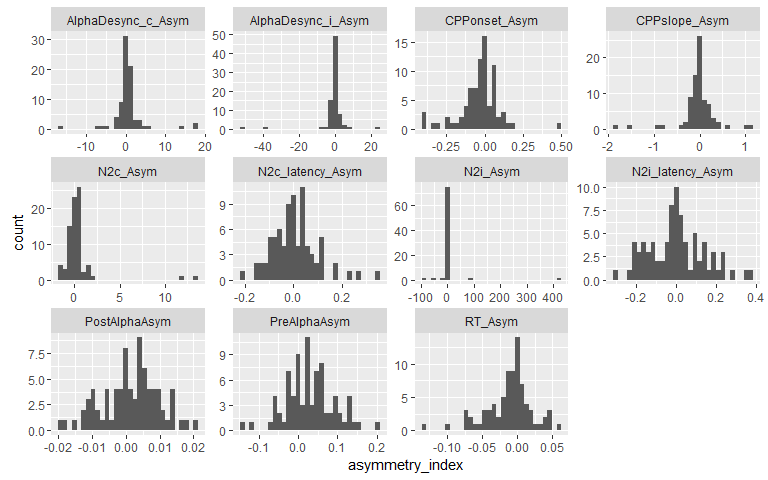 AlphaDesync_c_Asym AlphaDesync_i_Asym CPPonset_Asym CPPslope_Asym
30 20 10 0
50 40 30 20 10 0
15 10 5 0
20 10 0
-10 0 10 20
-40 -20 0 20
-0.25 0.00 0.25 0.50
-2 -1 0 1
N2c_Asym N2c_latency_Asym N2i_Asym N2i_latency_Asym
20 10 0
9 6 3 0
60 40 20 0
10.0 7.5 5.0 2.5 0.0
0 5 10
-0.2 0.0 0.2
-100 0 100 200 300 400
-0.2 0.0 0.2 0.4
PostAlphaAsym PreAlphaAsym RT_Asym
7.5 5.0 2.5 0.0
9 6 3 0
10 5 0
-0.02 -0.01 0.00 0.01 0.02
-0.1 0.0 0.1 0.2
-0.10 -0.05 0.00 0.05
count
asymmetry_index